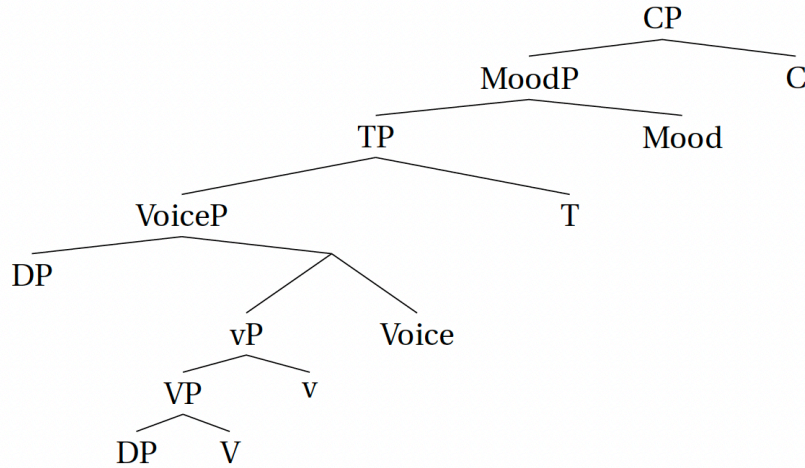 CP
MoodP C
TP Mood
VoiceP T
DP
vP Voice
VP v
DP V